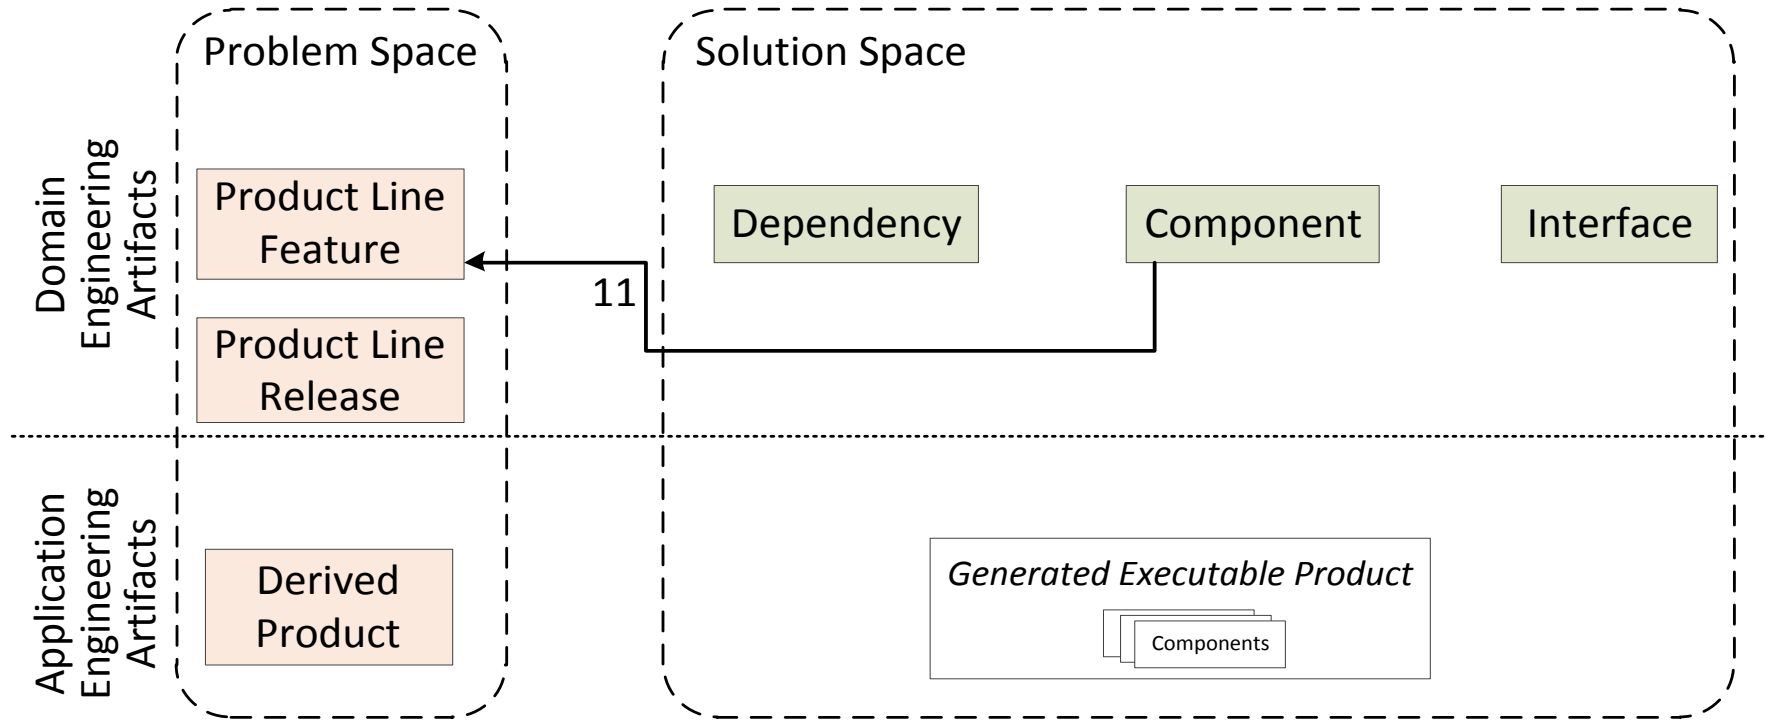 Problem Space
Solution Space
Domain
Engineering
Artifacts
Product Line
Feature
Dependency
Component
Interface
11
Product Line
Release
Application
Engineering
Artifacts
Derived
Product
Generated Executable Product
Components